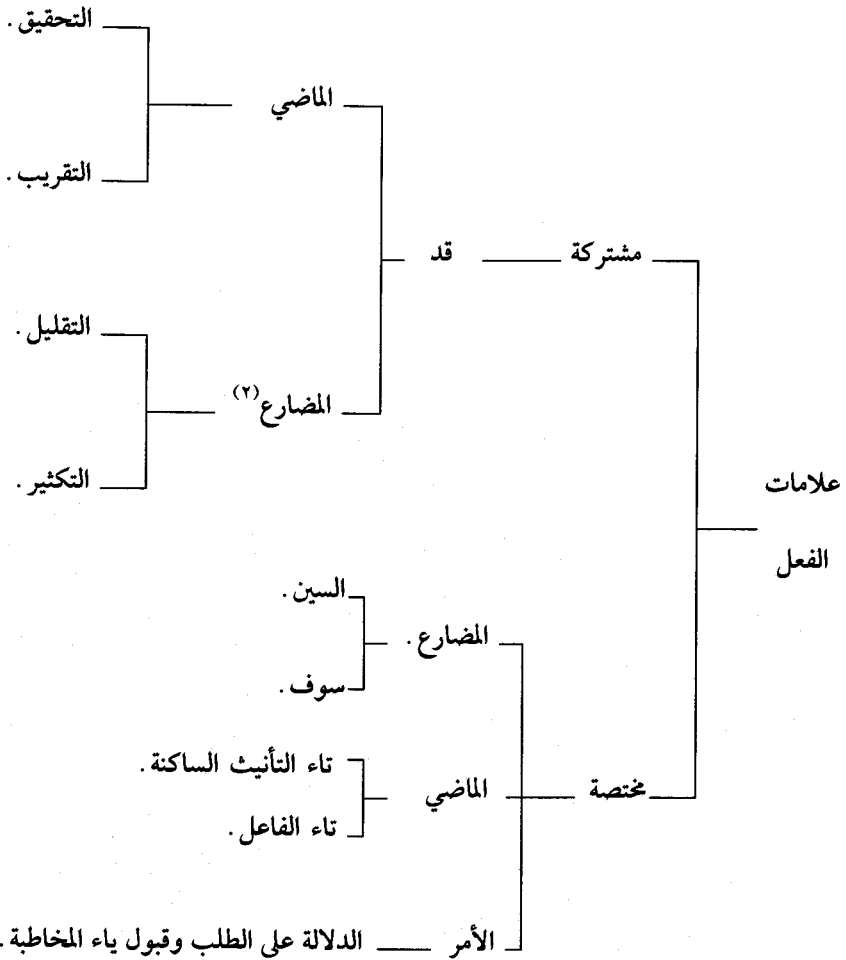 علامات
الفعل
مشتركة
قد
الماضي
التحقيق .
التقريب .
المضارع(٢)
التقليل .
التكثير .
مختصة
المضارع .
السين .
سوف .
الماضي
تاء التأنيث الساكنة .
تاء الفاعل .
الأمر
الدلالة على الطلب وقبول ياء المخاطبة .